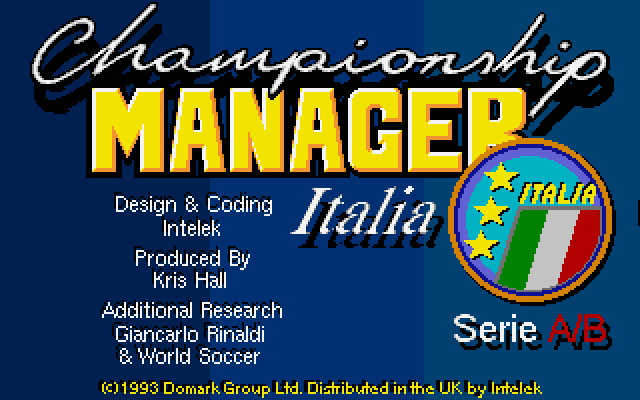 Championship
MANAGER
Italia
ITALIA
Design & Coding
Intelek
Produced By
Kris Hall
Additional Research
Giancarlo Rinaldi
& World Soccer
Serie A/B
©1993 Domark Group Ltd. Distributed in the UK by Intelek